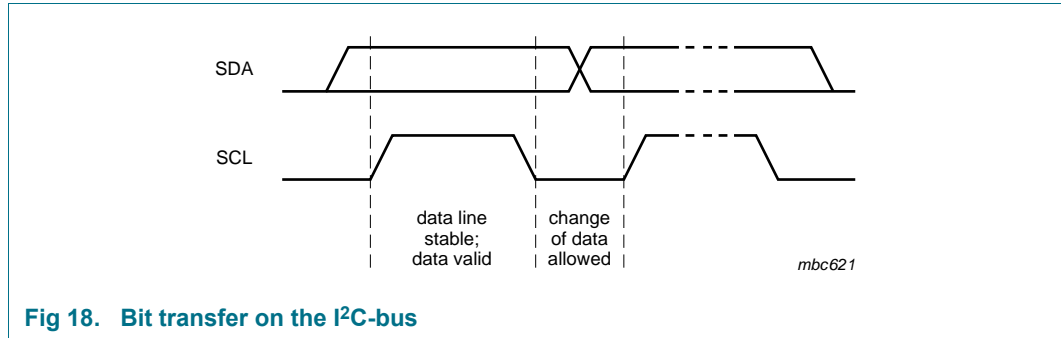 SDA
SCL
data line
stable;
data valid
change
of data
allowed
mbc621
Fig 18. Bit transfer on the I²C-bus